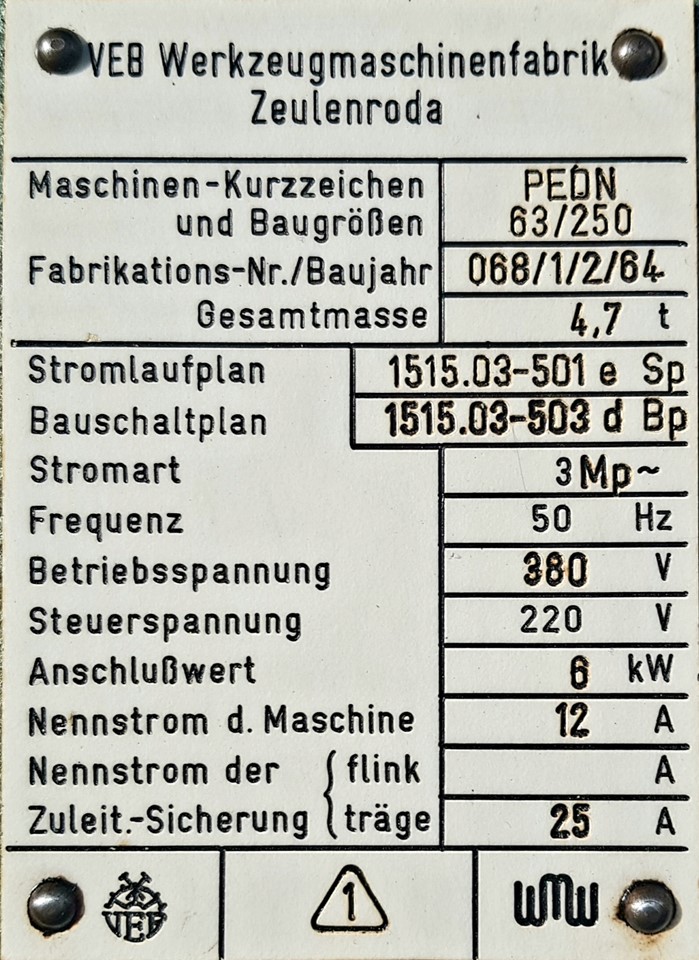 VEB Werkzeugmaschinenfabrik
Zeulenroda
Maschinen-Kurzzeichen PEDN
und Baugrößen 63/250
Fabrikations-Nr./Baujahr 068/1/2/64
Gesamtmasse 4,7 t
Stromlaufplan 1515.03-501 e Sp
Bauschaltplan 1515.03-503 d Bp
Stromart 3 Mp~
Frequenz 50 Hz
Betriebsspannung 380 V
Steuerspannung 220 V
Anschlußwert 6 kW
Nennstrom d. Maschine 12 A
Nennstrom der flink A
Zuleit.-Sicherung träge 25 A
VEB 1 WMW